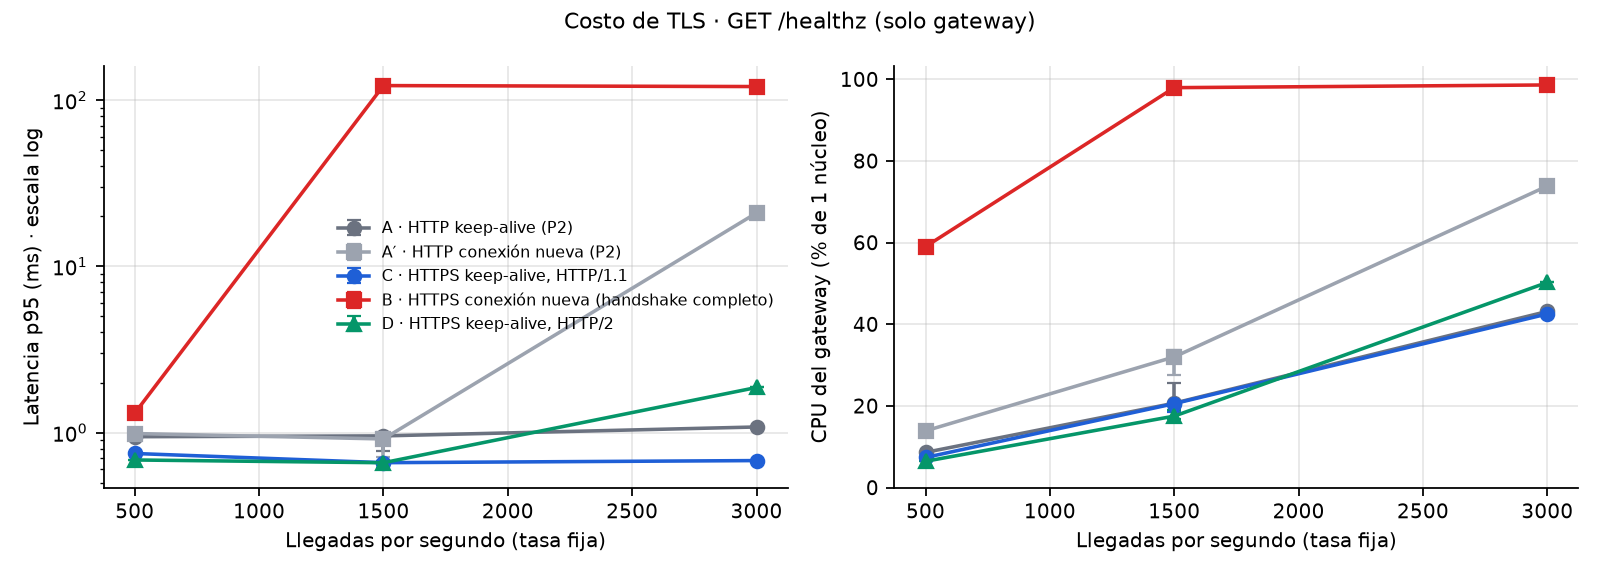 Costo de TLS · GET /healthz (solo gateway)
Latencia p95 (ms) · escala log
10²
10¹
10⁰
A · HTTP keep-alive (P2)
A′ · HTTP conexión nueva (P2)
C · HTTPS keep-alive, HTTP/1.1
B · HTTPS conexión nueva (handshake completo)
D · HTTPS keep-alive, HTTP/2
500 1000 1500 2000 2500 3000
Llegadas por segundo (tasa fija)
CPU del gateway (% de 1 núcleo)
100
80
60
40
20
0
500 1000 1500 2000 2500 3000
Llegadas por segundo (tasa fija)